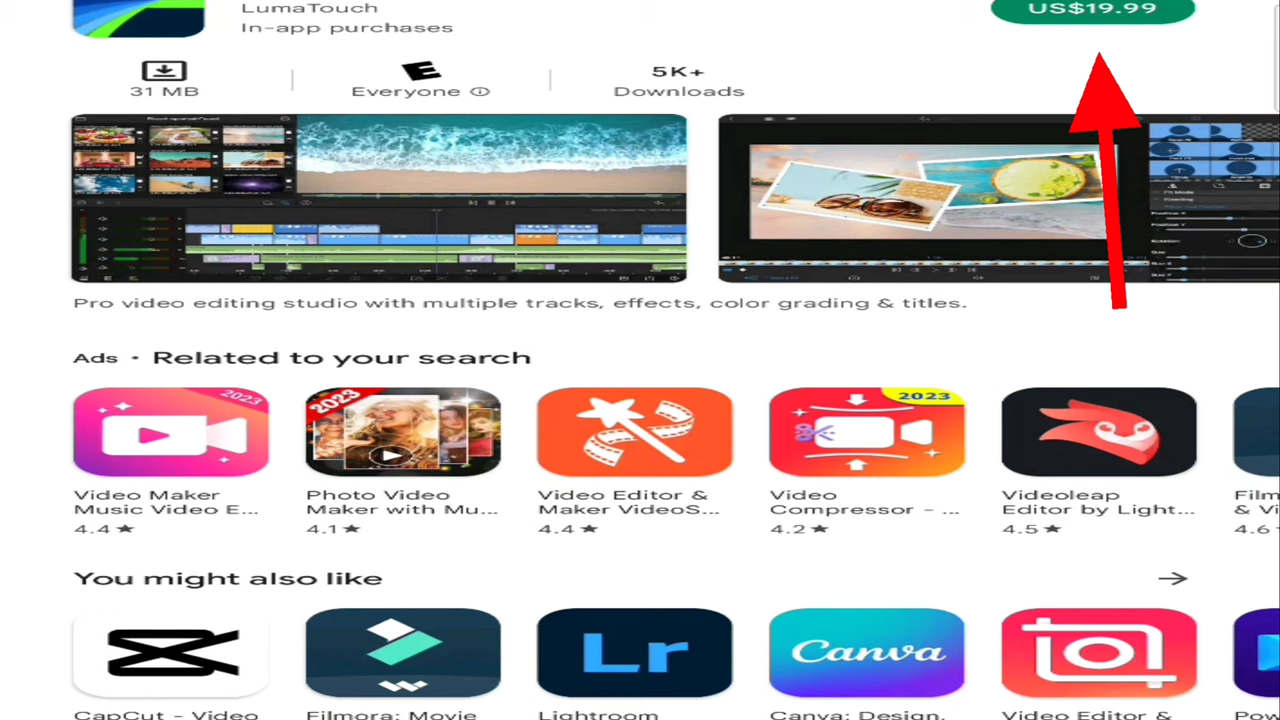 LumaTouch
In-app purchases
US$19.99
31 MB
E
Everyone
5K+
Downloads
Pro video editing studio with multiple tracks, effects, color grading & titles.
Ads • Related to your search
2023
2023
2023
Video Maker
Music Video E...
4.4★
Photo Video
Maker with Mu...
4.1★
Video Editor &
Maker VideoS...
4.4★
Video
Compressor - ...
4.2★
Videoleap
Editor by Light...
4.5★
Film
& Vi
4.6
You might also like
Lr
Canva
CapCut - Video
Filmora: Movie
Lightroom
Canva: Design,
Video Editor &